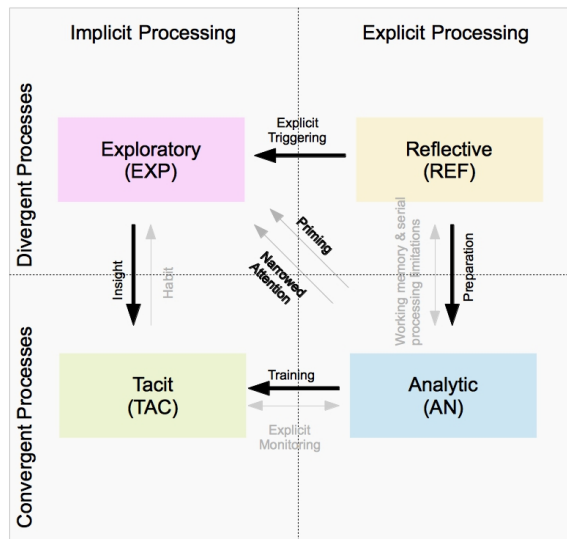 Implicit Processing
Explicit Processing
Divergent Processes
Exploratory
(EXP)
Explicit
Triggering
Reflective
(REF)
Priming
Narrowed
Attention
Insight
Habit
Working memory & serial
processing limitations
Preparation
Convergent Processes
Tacit
(TAC)
Training
Explicit
Monitoring
Analytic
(AN)